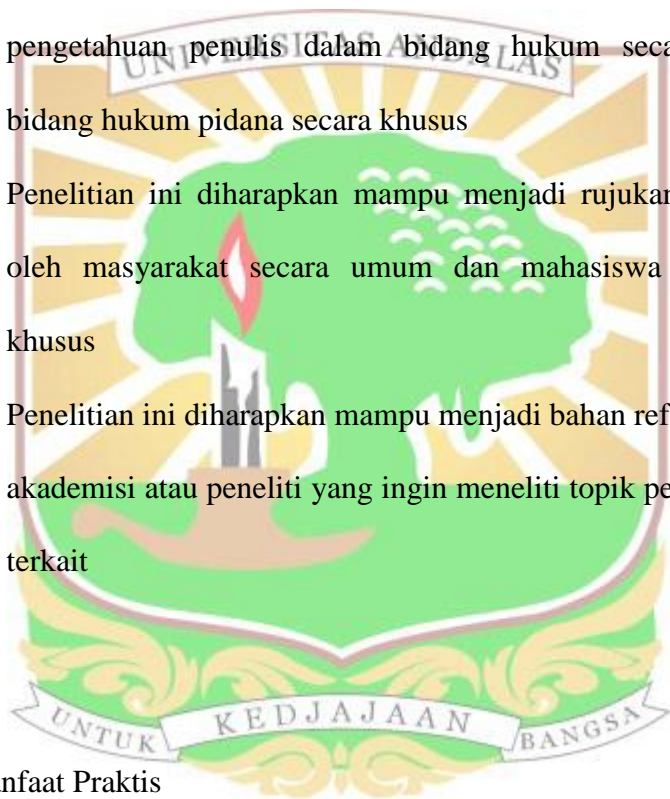 UNIVERSITAS ANDALAS
pengetahuan penulis dalam bidang hukum seca
bidang hukum pidana secara khusus
Penelitian ini diharapkan mampu menjadi rujukan
oleh masyarakat secara umum dan mahasiswa
khusus
Penelitian ini diharapkan mampu menjadi bahan ref
akademisi atau peneliti yang ingin meneliti topik pe
terkait
UNTUK KEDJAJAAN BANGSA
nfaat Praktis